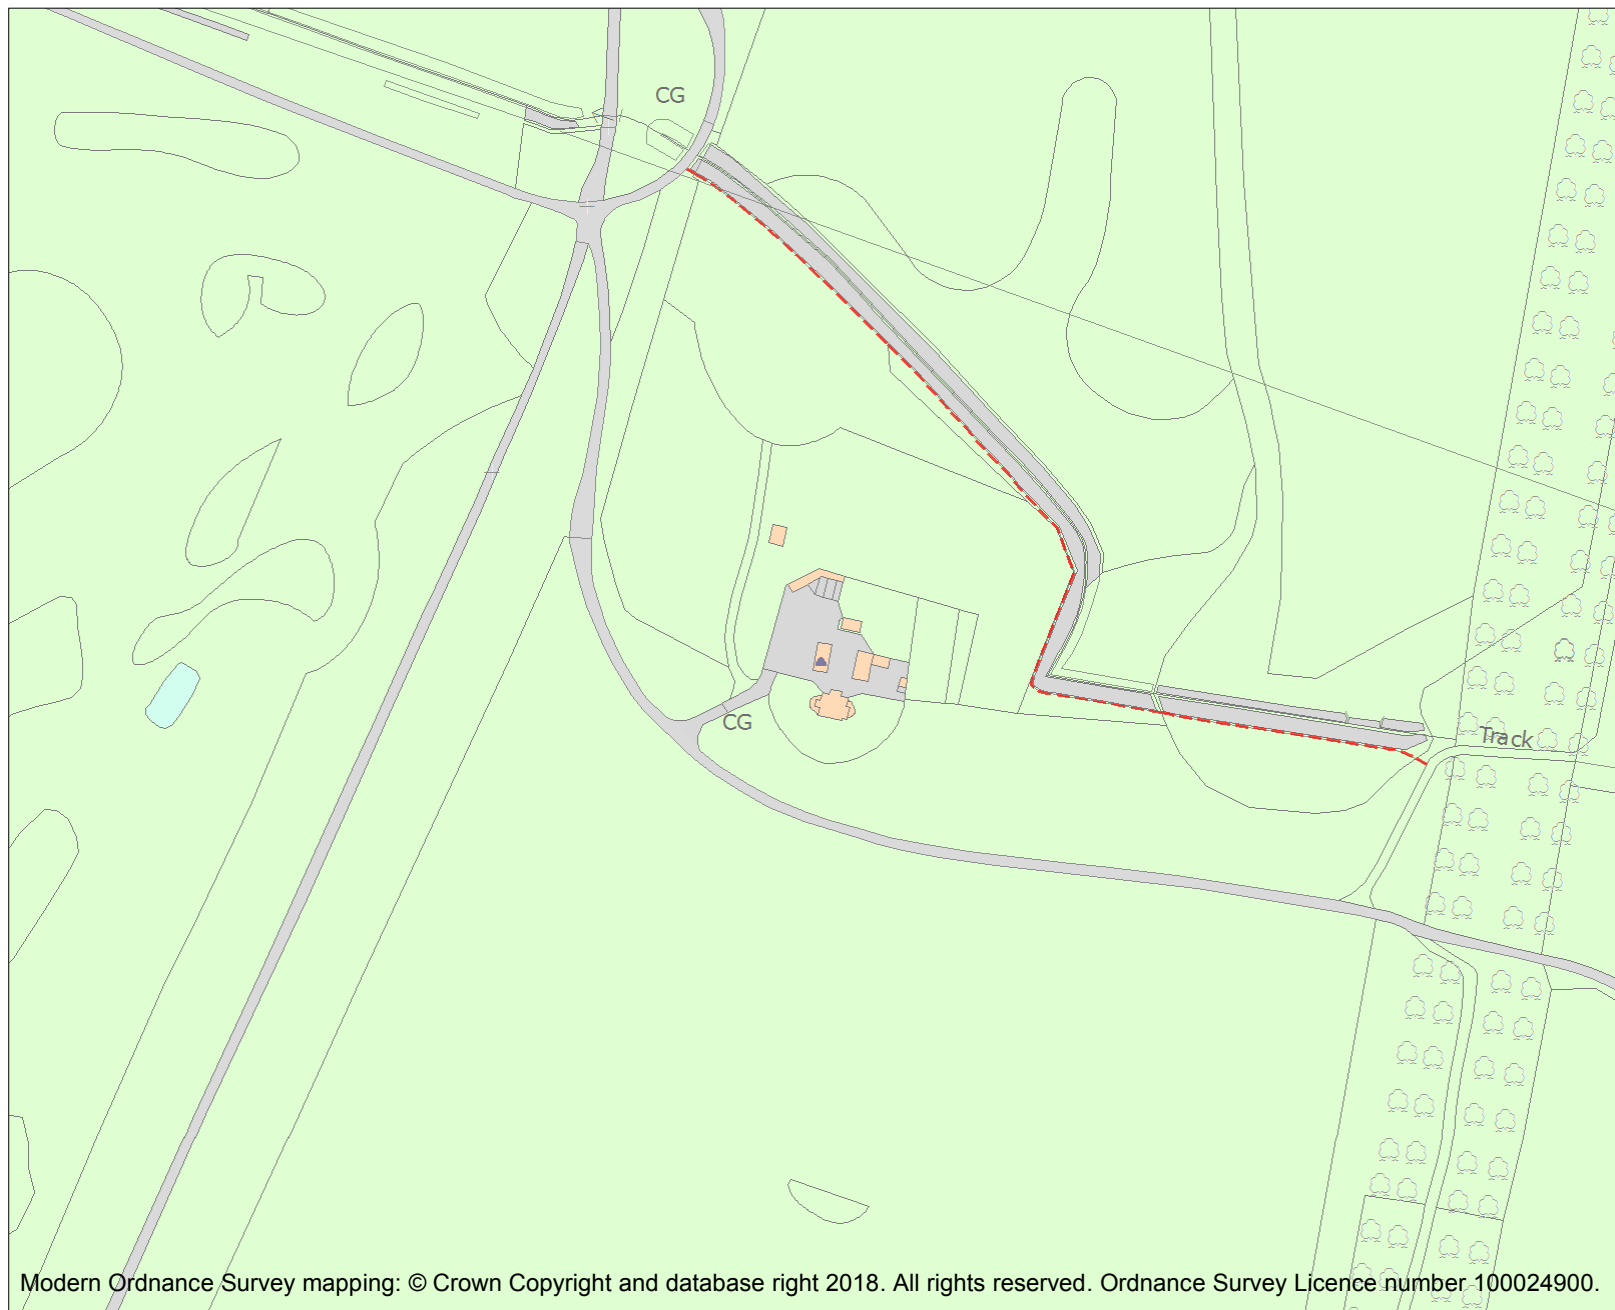 CG
CG
Track
Modern Ordnance Survey mapping: © Crown Copyright and database right 2018. All rights reserved. Ordnance Survey Licence number 100024900.